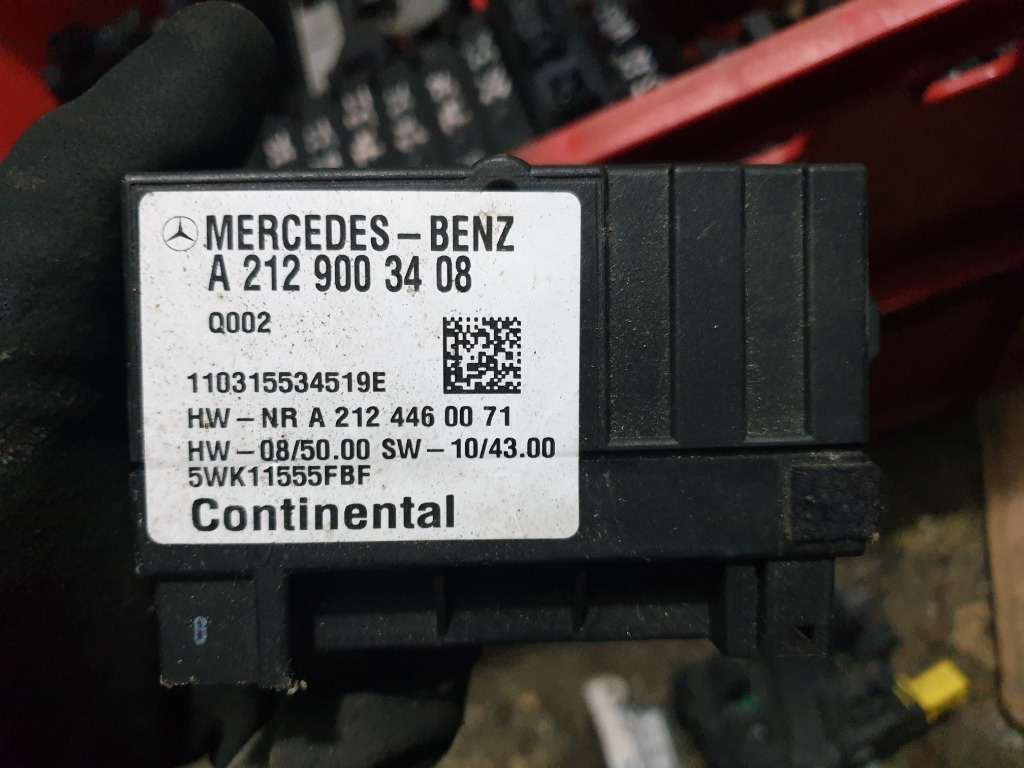 MERCEDES-BENZ
A 212 900 34 08
Q002
110315534519E
HW-NR A 212 446 00 71
HW-08/50.00 SW-10/43.00
5WK11555FBF
Continental